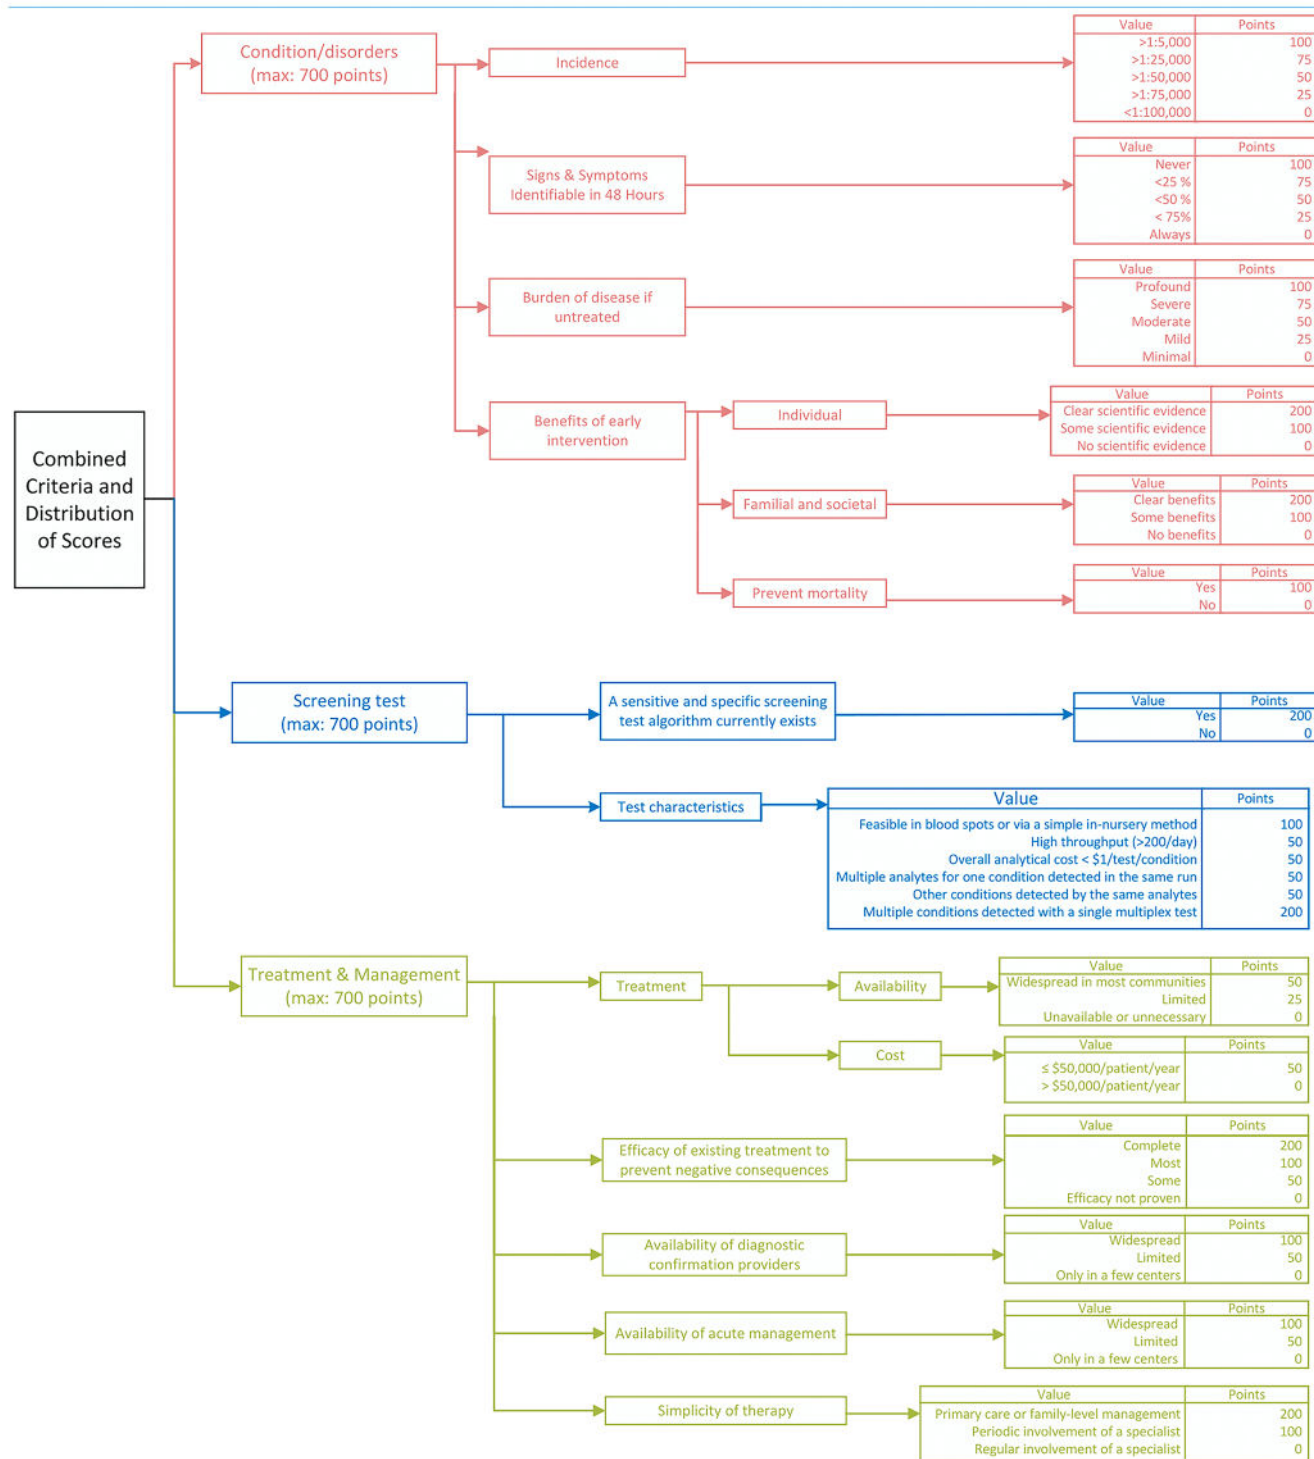 Combined
Criteria and
Distribution
of Scores
Condition/disorders
(max: 700 points)
Incidence
Value Points
>1:5,000 100
>1:25,000 75
>1:50,000 50
>1:75,000 25
<1:100,000 0
Signs & Symptoms
Identifiable in 48 Hours
Value Points
Never 100
<25 % 75
<50 % 50
< 75% 25
Always 0
Burden of disease if
untreated
Value Points
Profound 100
Severe 75
Moderate 50
Mild 25
Minimal 0
Benefits of early
intervention
Individual
Value Points
Clear scientific evidence 200
Some scientific evidence 100
No scientific evidence 0
Familial and societal
Value Points
Clear benefits 200
Some benefits 100
No benefits 0
Prevent mortality
Value Points
Yes 100
No 0
Screening test
(max: 700 points)
A sensitive and specific screening
test algorithm currently exists
Value Points
Yes 200
No 0
Test characteristics
Value Points
Feasible in blood spots or via a simple in-nursery method 100
High throughput (>200/day) 50
Overall analytical cost < $1/test/condition 50
Multiple analytes for one condition detected in the same run 50
Other conditions detected by the same analytes 50
Multiple conditions detected with a single multiplex test 200
Treatment & Management
(max: 700 points)
Treatment
Availability
Value Points
Widespread in most communities 50
Limited 25
Unavailable or unnecessary 0
Cost
Value Points
≤ $50,000/patient/year 50
> $50,000/patient/year 0
Efficacy of existing treatment to
prevent negative consequences
Value Points
Complete 200
Most 100
Some 50
Efficacy not proven 0
Availability of diagnostic
confirmation providers
Value Points
Widespread 100
Limited 50
Only in a few centers 0
Availability of acute management
Value Points
Widespread 100
Limited 50
Only in a few centers 0
Simplicity of therapy
Value Points
Primary care or family-level management 200
Periodic involvement of a specialist 100
Regular involvement of a specialist 0